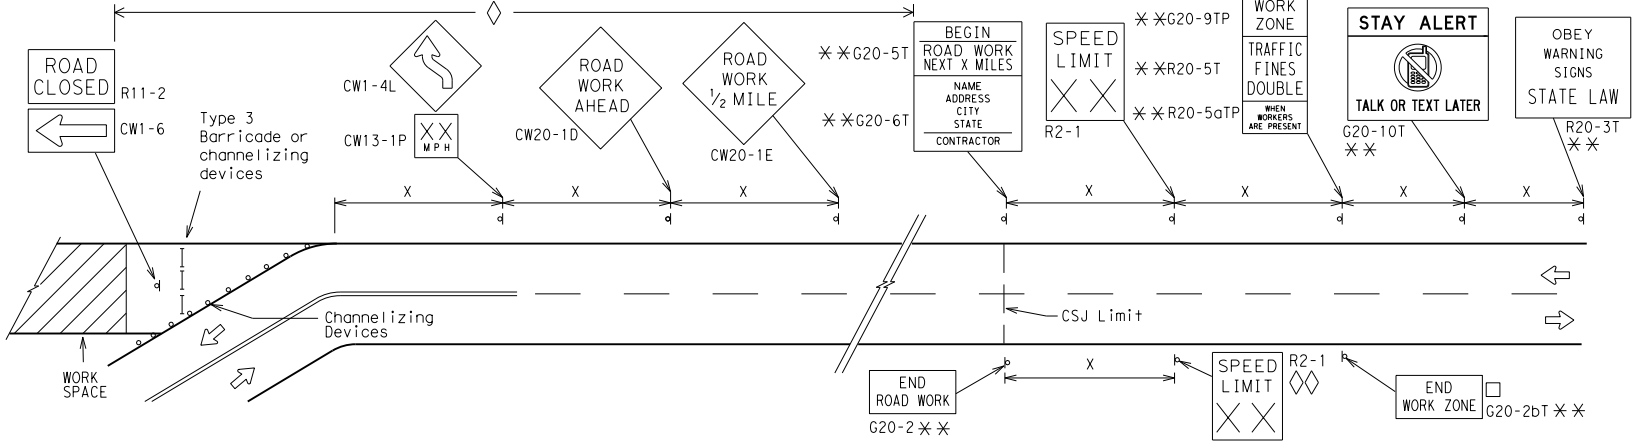 ROAD
CLOSED
R11-2
CW1-6
Type 3
Barricade or
channelizing
devices
CW1-4L
CW13-1P
X X
MPH
ROAD
WORK
AHEAD
CW20-1D
ROAD
WORK
1/2 MILE
CW20-1E
**G20-5T
**G20-6T
BEGIN
ROAD WORK
NEXT X MILES
NAME
ADDRESS
CITY
STATE
CONTRACTOR
SPEED
LIMIT
X X
R2-1
**G20-9TP
**R20-5T
**R20-5aTP
WORK
ZONE
TRAFFIC
FINES
DOUBLE
WHEN
WORKERS
ARE PRESENT
STAY ALERT
TALK OR TEXT LATER
G20-10T
**
OBEY
WARNING
SIGNS
STATE LAW
R20-3T
**
X
X
X
X
X
X
X
Channelizing
Devices
CSJ Limit
WORK
SPACE
X
END
ROAD WORK
G20-2 **
SPEED
LIMIT
X X
R2-1
END
WORK ZONE
G20-2bT **